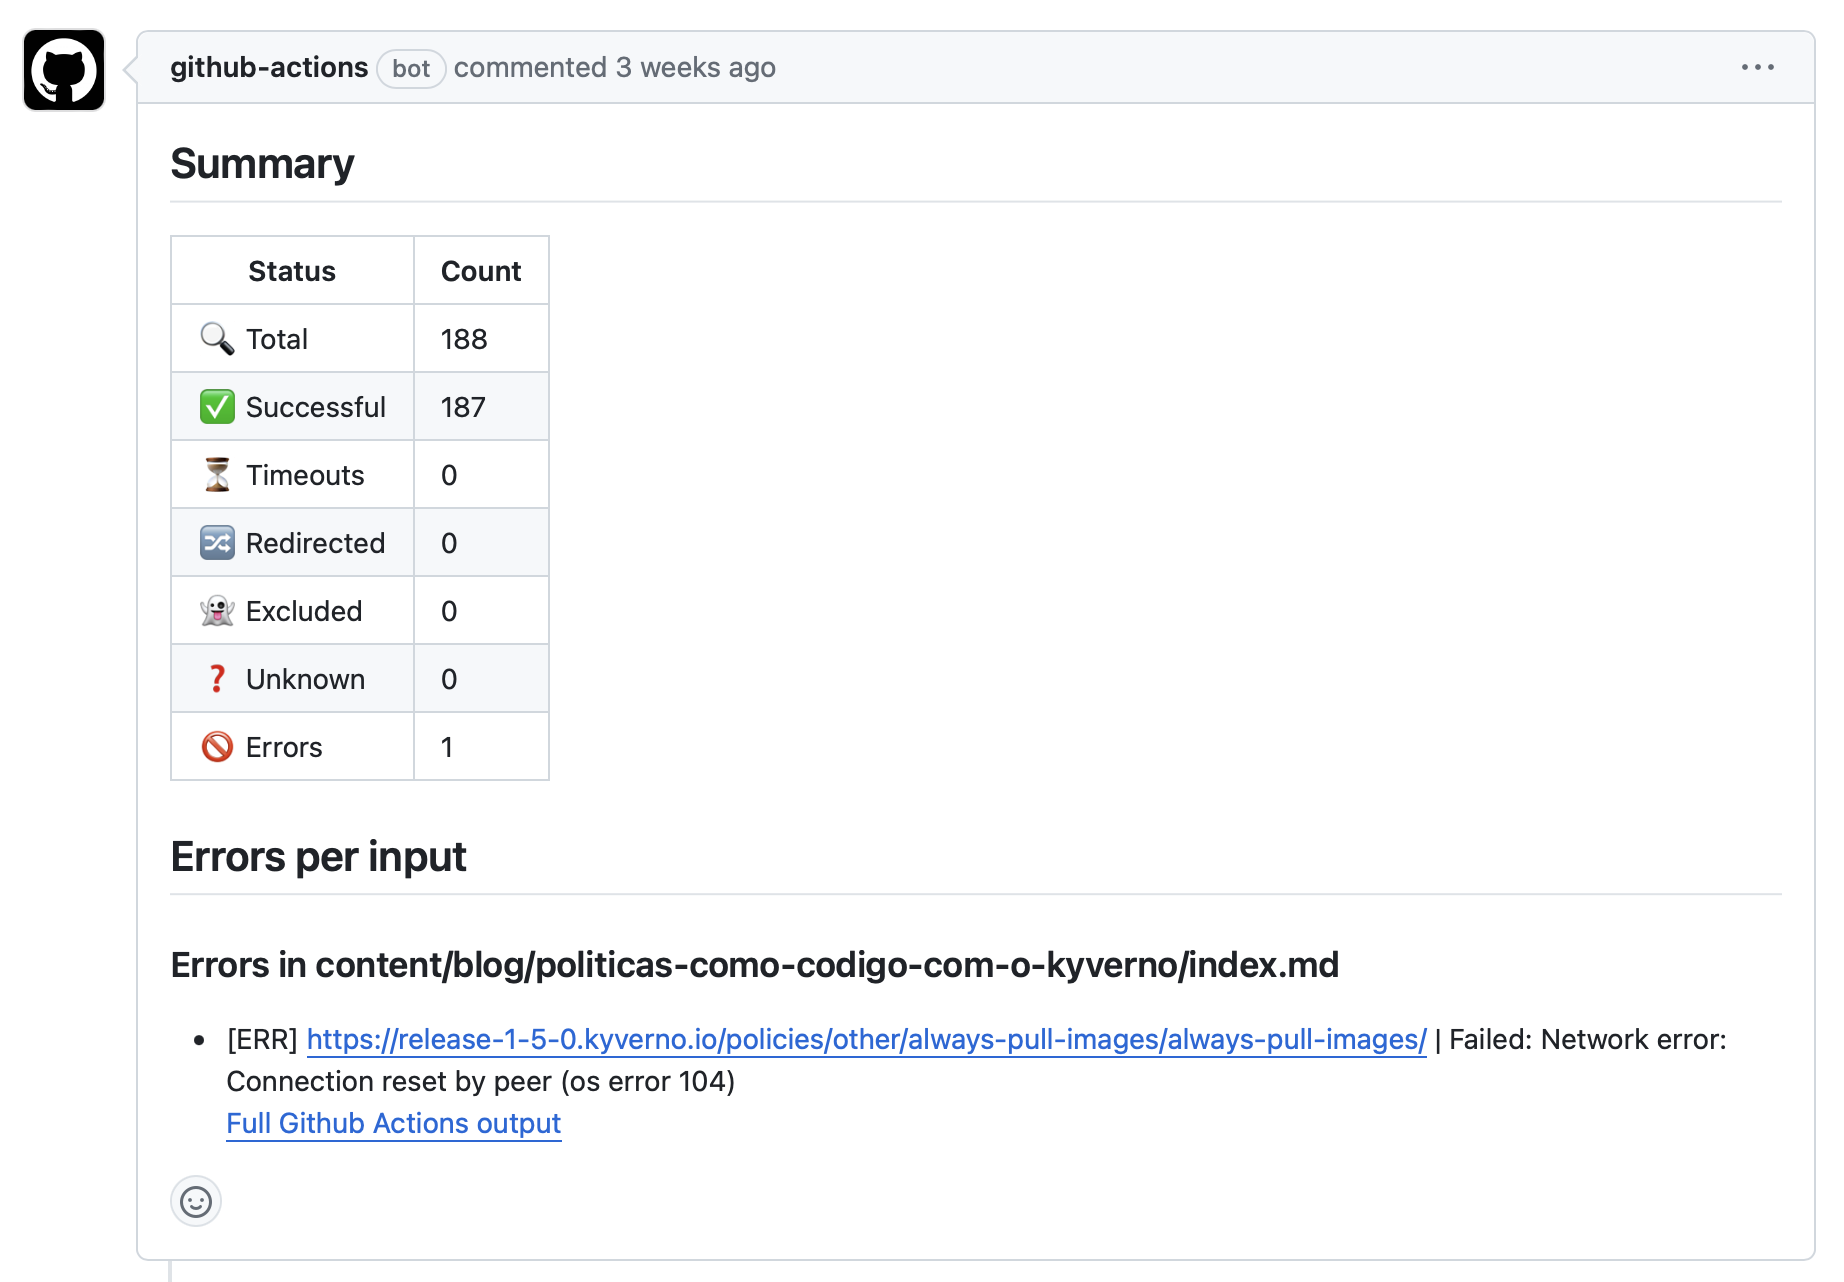 github-actions bot commented 3 weeks ago
Summary
Status Count
Total 188
Successful 187
Timeouts 0
Redirected 0
Excluded 0
Unknown 0
Errors 1
Errors per input
Errors in content/blog/politicas-como-codigo-com-o-kyverno/index.md
[ERR] https://release-1-5-0.kyverno.io/policies/other/always-pull-images/always-pull-images/ | Failed: Network error:
Connection reset by peer (os error 104)
Full Github Actions output